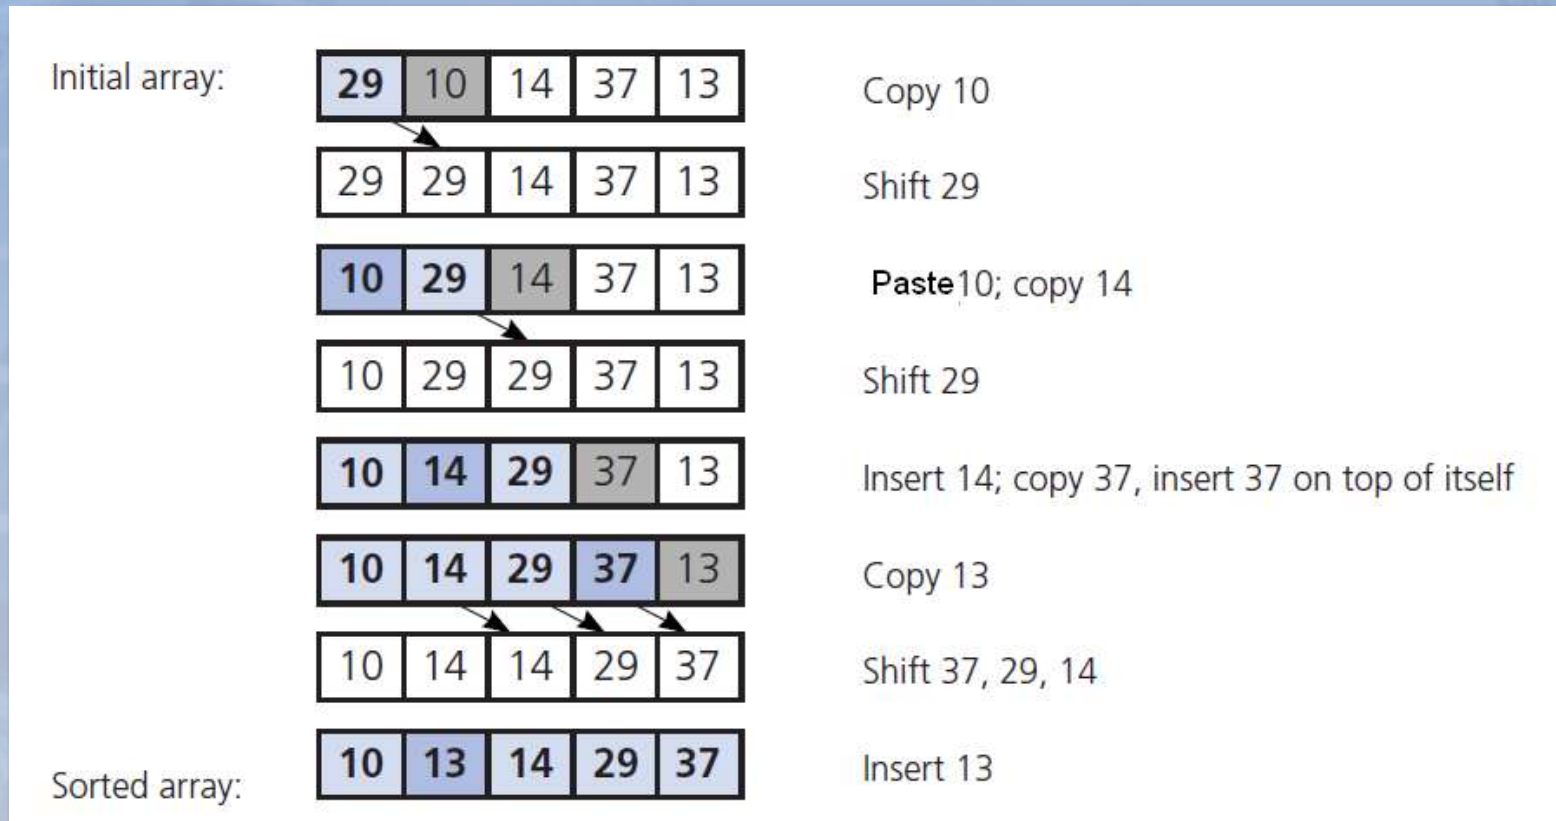 Initial array: 29 10 14 37 13 Copy 10
29 29 14 37 13 Shift 29
10 29 14 37 13 Paste 10; copy 14
10 29 29 37 13 Shift 29
10 14 29 37 13 Insert 14; copy 37, insert 37 on top of itself
10 14 29 37 13 Copy 13
10 14 14 29 37 Shift 37, 29, 14
Sorted array: 10 13 14 29 37 Insert 13